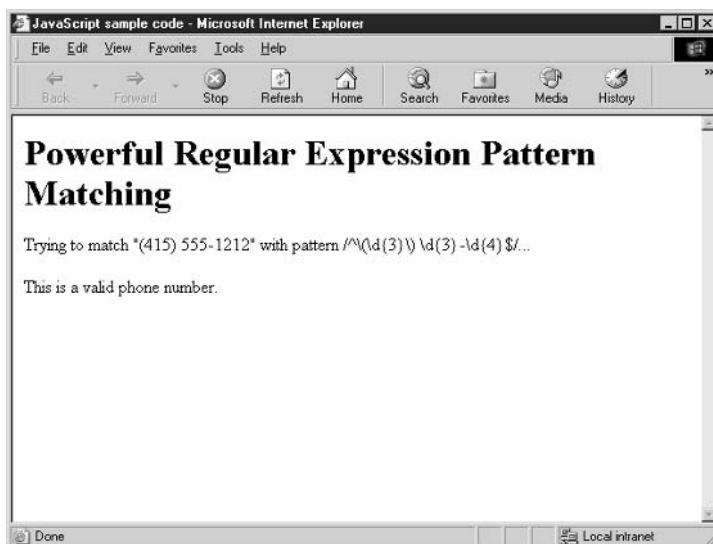 JavaScript sample code - Microsoft Internet Explorer
File Edit View Favorites Tools Help
Back Forward Stop Refresh Home Search Favorites Media History »
Powerful Regular Expression Pattern
Matching
Trying to match "(415) 555-1212" with pattern /^\(\d{3}\) \d{3}-\d{4}$/...
This is a valid phone number.
Done Local intranet